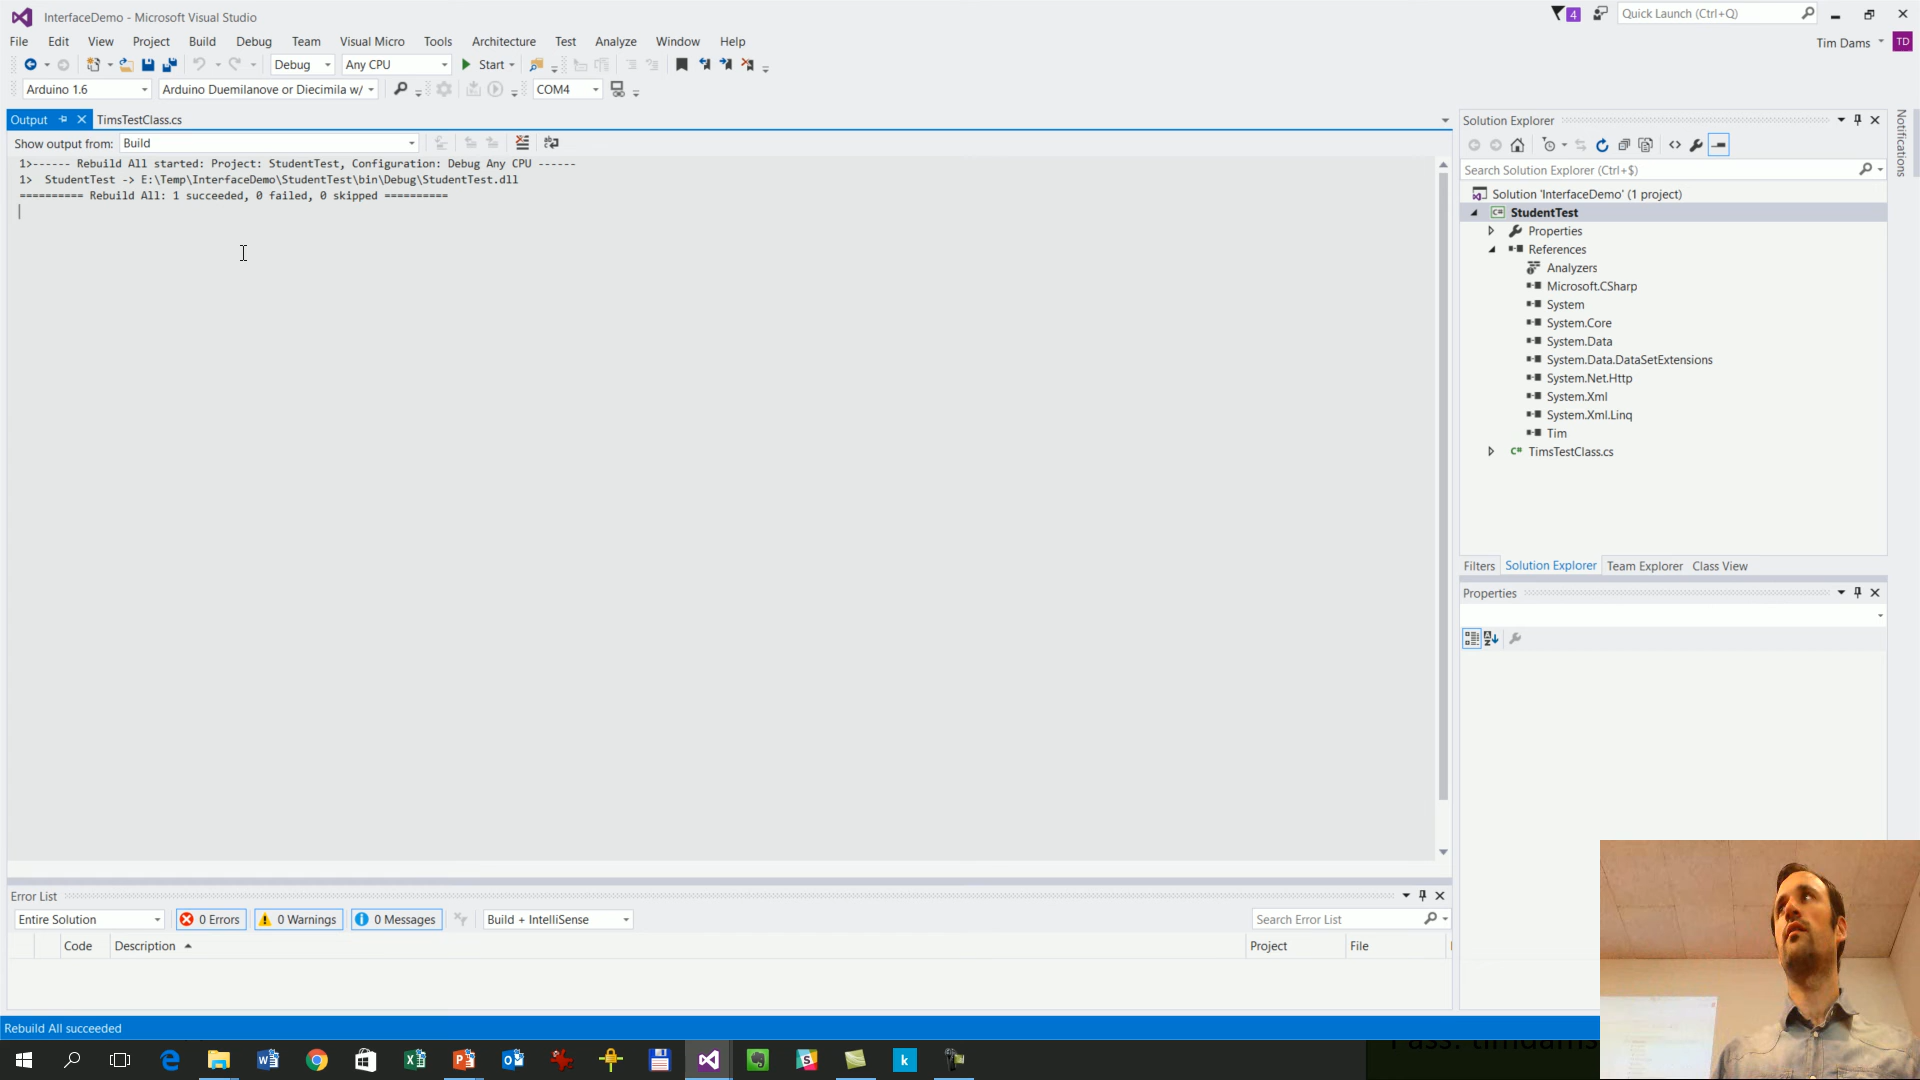 InterfaceDemo - Microsoft Visual Studio
4
Quick Launch (Ctrl+Q)
File Edit View Project Build Debug Team Visual Micro Tools Architecture Test Analyze Window Help
Tim Dams TD
Debug Any CPU Start
Arduino 1.6 Arduino Duemilanove or Diecimila w/ COM4
Output TimsTestClass.cs
Show output from: Build
1>------ Rebuild All started: Project: StudentTest, Configuration: Debug Any CPU ------
1> StudentTest -> E:\Temp\InterfaceDemo\StudentTest\bin\Debug\StudentTest.dll
========== Rebuild All: 1 succeeded, 0 failed, 0 skipped ==========
Solution Explorer
Search Solution Explorer (Ctrl+$)
Solution 'InterfaceDemo' (1 project)
C# StudentTest
Properties
References
Analyzers
Microsoft.CSharp
System
System.Core
System.Data
System.Data.DataSetExtensions
System.Net.Http
System.Xml
System.Xml.Linq
Tim
C# TimsTestClass.cs
Filters Solution Explorer Team Explorer Class View
Properties
Notifications
Error List
Entire Solution 0 Errors 0 Warnings 0 Messages Build + IntelliSense Search Error List
Code Description Project File
Rebuild All succeeded
Pass: timdams